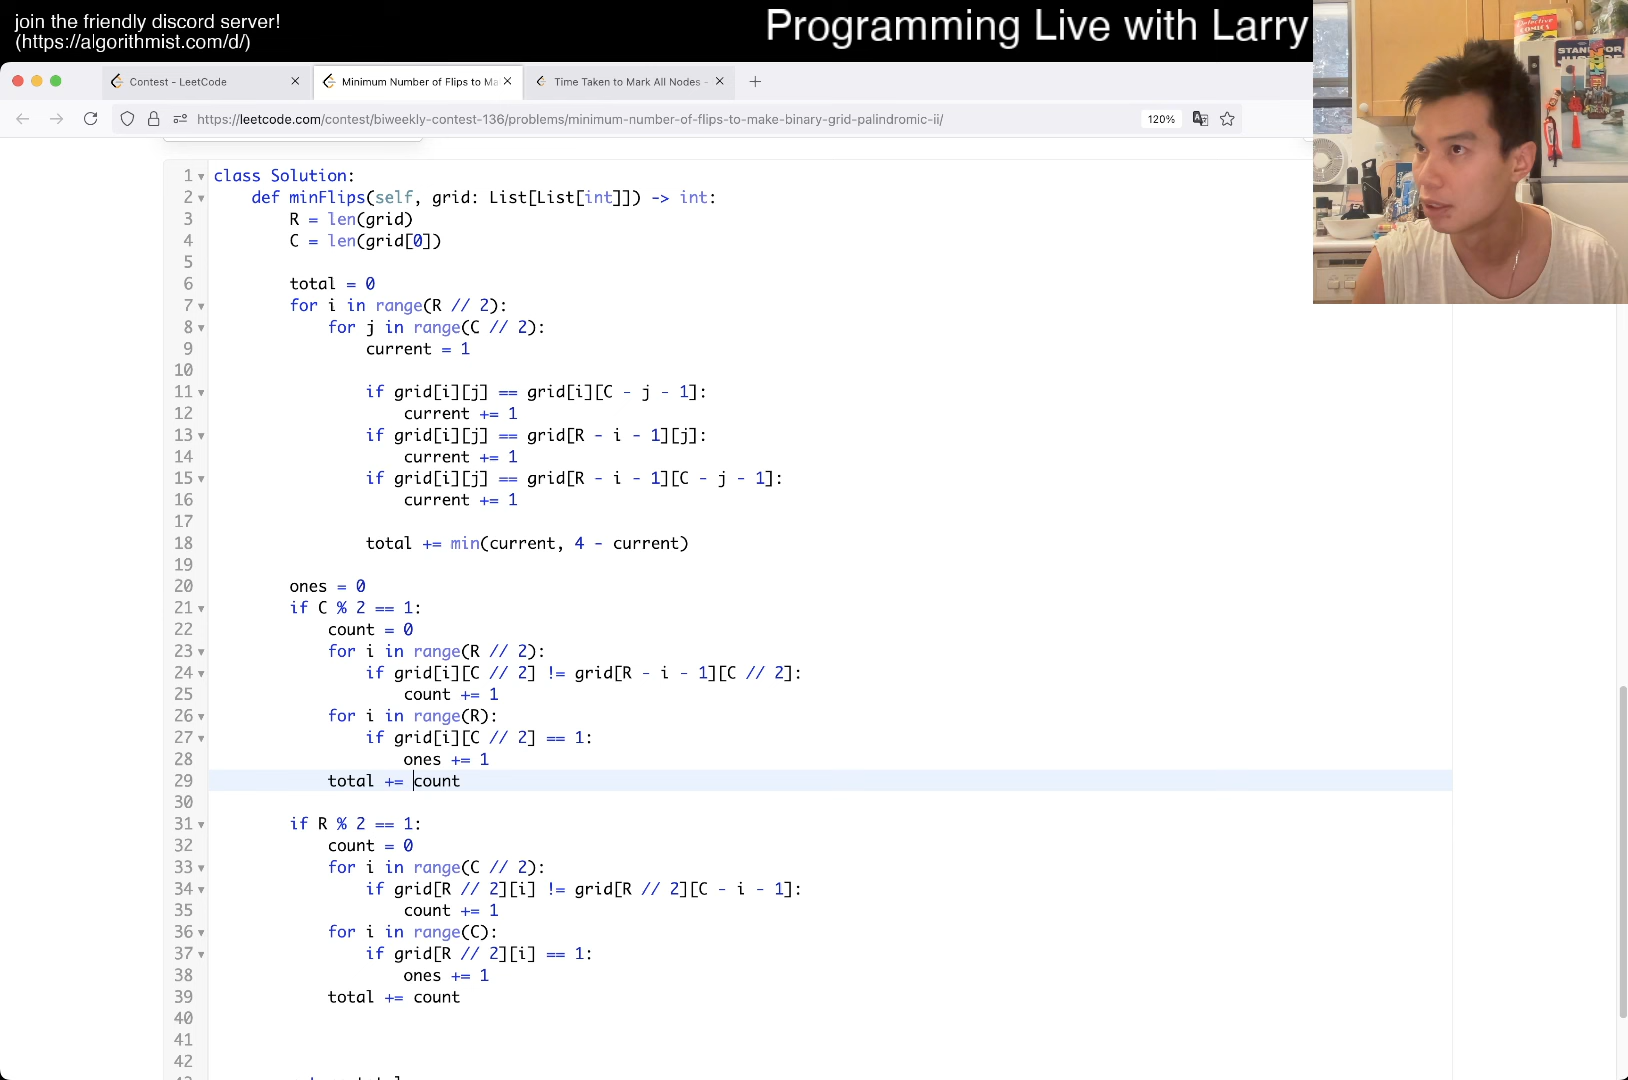 join the friendly discord server!
(https://algorithmist.com/d/)
Programming Live with Larry
Contest - LeetCode
Minimum Number of Flips to Ma
Time Taken to Mark All Nodes -
https://leetcode.com/contest/biweekly-contest-136/problems/minimum-number-of-flips-to-make-binary-grid-palindromic-ii/
120%
1 class Solution:
2 def minFlips(self, grid: List[List[int]]) -> int:
3 R = len(grid)
4 C = len(grid[0])
5
6 total = 0
7 for i in range(R // 2):
8 for j in range(C // 2):
9 current = 1
10
11 if grid[i][j] == grid[i][C - j - 1]:
12 current += 1
13 if grid[i][j] == grid[R - i - 1][j]:
14 current += 1
15 if grid[i][j] == grid[R - i - 1][C - j - 1]:
16 current += 1
17
18 total += min(current, 4 - current)
19
20 ones = 0
21 if C % 2 == 1:
22 count = 0
23 for i in range(R // 2):
24 if grid[i][C // 2] != grid[R - i - 1][C // 2]:
25 count += 1
26 for i in range(R):
27 if grid[i][C // 2] == 1:
28 ones += 1
29 total += count
30
31 if R % 2 == 1:
32 count = 0
33 for i in range(C // 2):
34 if grid[R // 2][i] != grid[R // 2][C - i - 1]:
35 count += 1
36 for i in range(C):
37 if grid[R // 2][i] == 1:
38 ones += 1
39 total += count
40
41
42